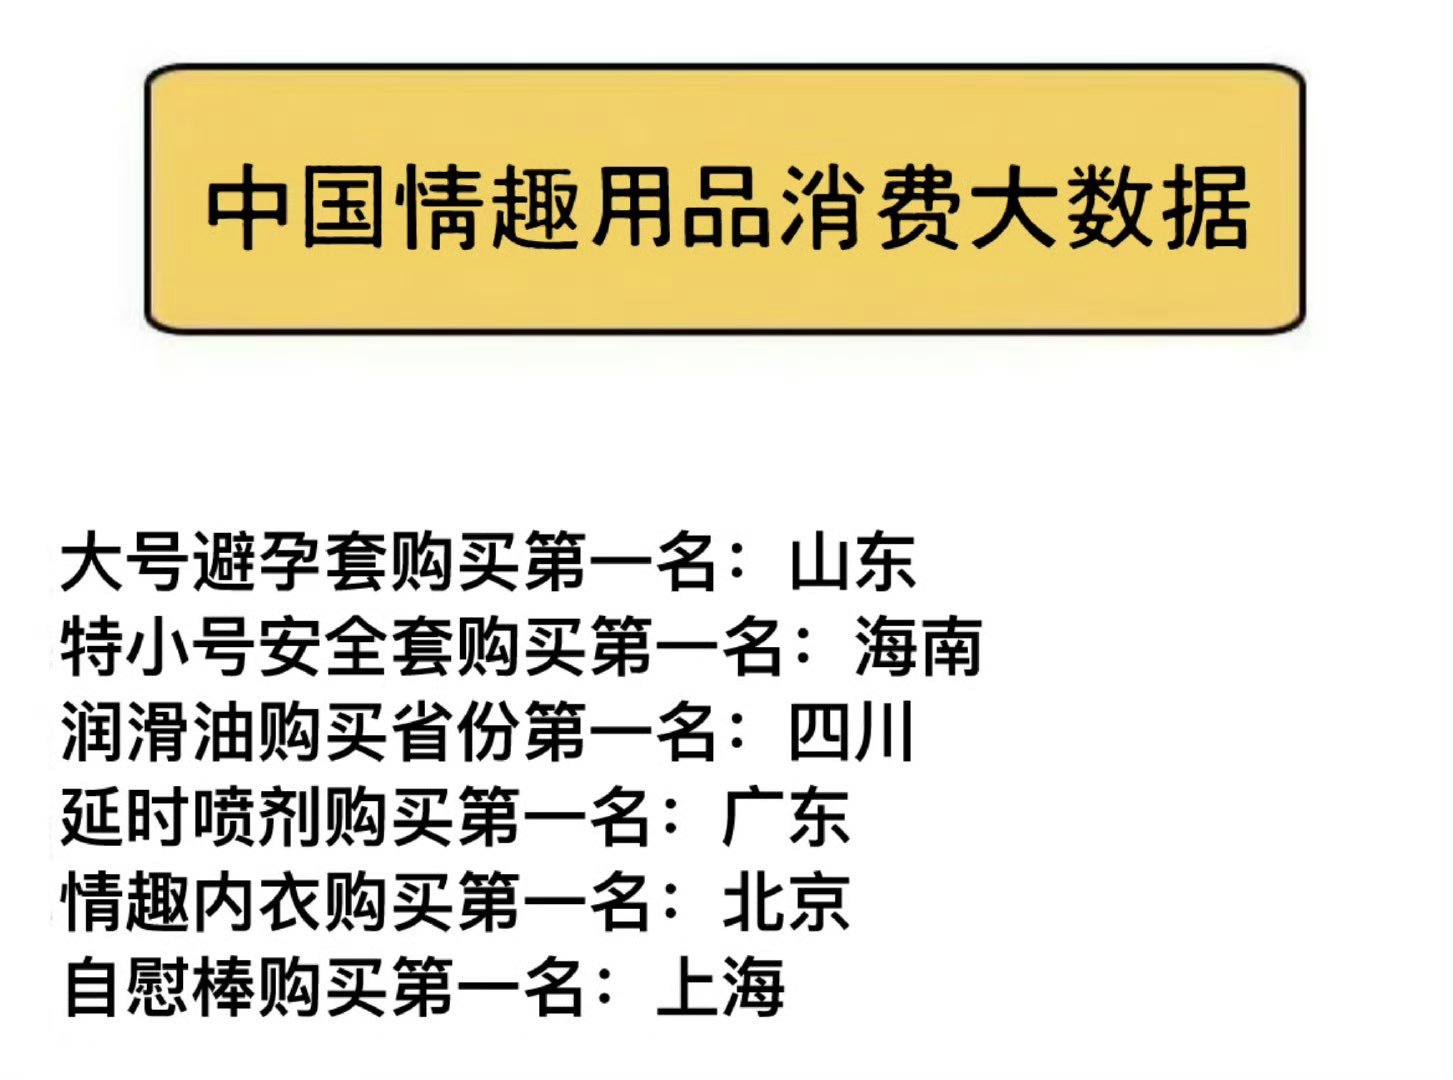 中国情趣用品消费大数据
大号避孕套购买第一名：山东
特小号安全套购买第一名：海南
润滑油购买省份第一名：四川
延时喷剂购买第一名：广东
情趣内衣购买第一名：北京
自慰棒购买第一名：上海